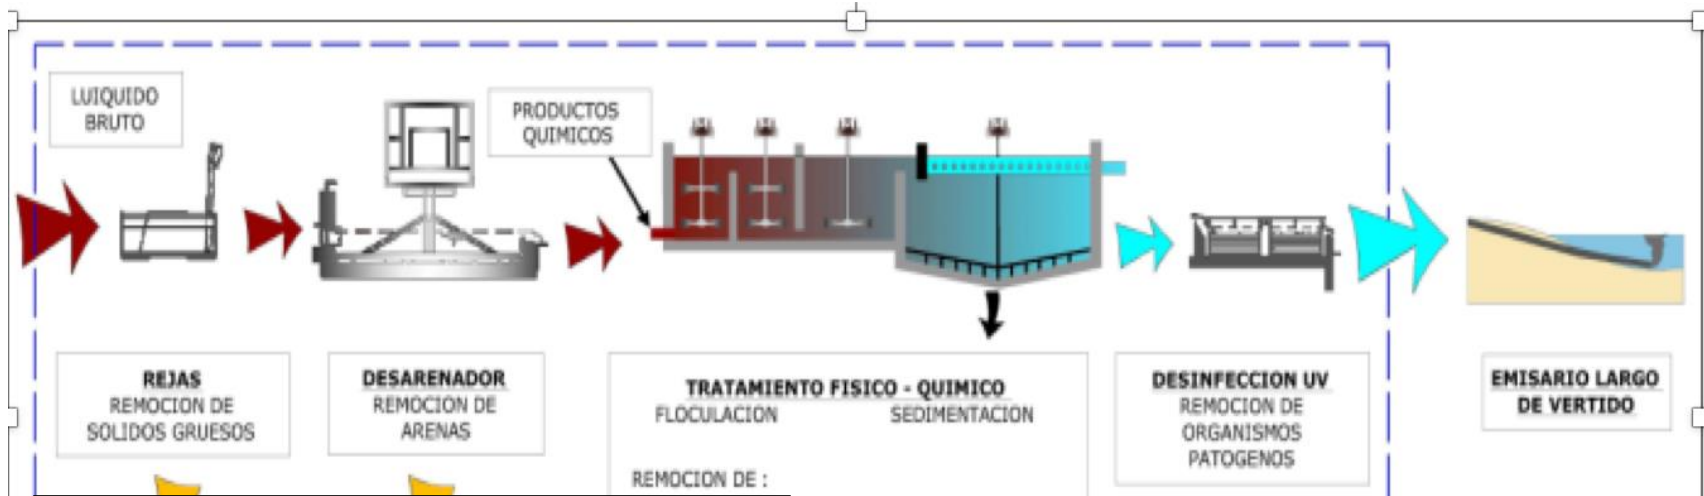 LUIQUIDO
BRUTO
PRODUCTOS
QUIMICOS
REJAS
REMOCION DE
SOLIDOS GRUESOS
DESARENADOR
REMOCION DE
ARENAS
TRATAMIENTO FISICO - QUIMICO
FLOCULACION SEDIMENTACION
REMOCION DE :
DESINFECCION UV
REMOCION DE
ORGANISMOS
PATOGENOS
EMISARIO LARGO
DE VERTIDO